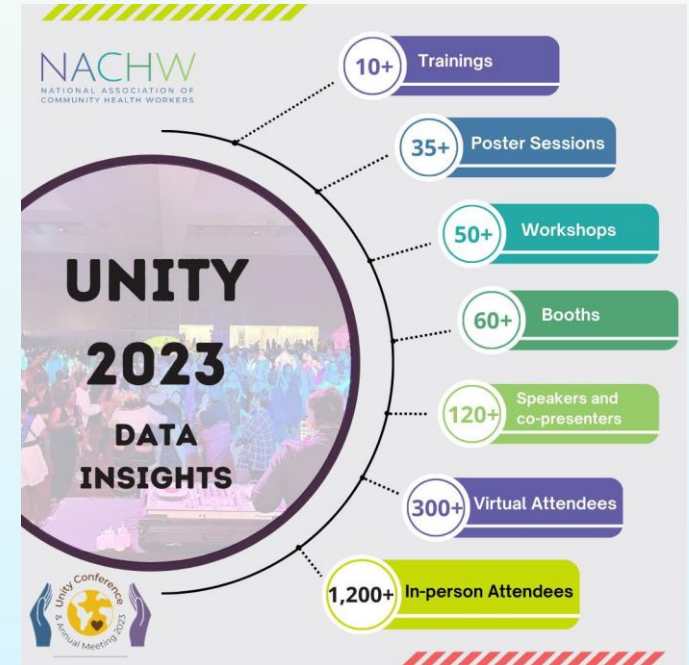 NACHW
NATIONAL ASSOCIATION OF
COMMUNITY HEALTH WORKERS
UNITY
2023
DATA
INSIGHTS
10+ Trainings
35+ Poster Sessions
50+ Workshops
60+ Booths
120+ Speakers and
co-presenters
300+ Virtual Attendees
1,200+ In-person Attendees
Unity Conference
& Annual Meeting 2023